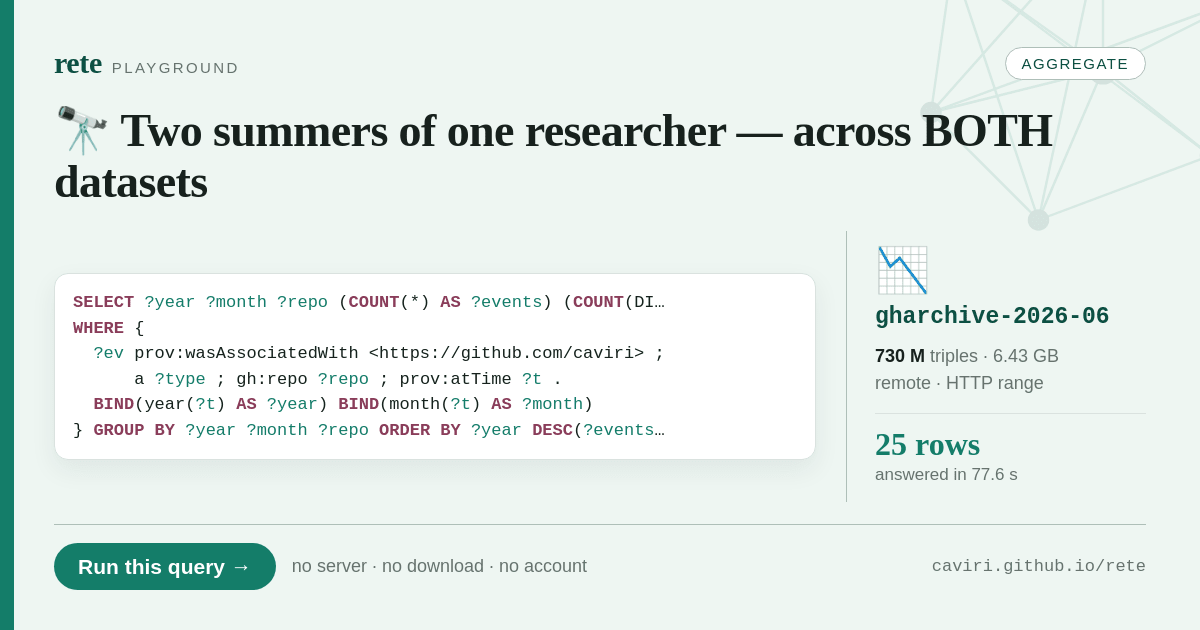 rete PLAYGROUND
AGGREGATE
Two summers of one researcher — across BOTH
datasets
SELECT ?year ?month ?repo (COUNT(*) AS ?events) (COUNT(DI…
WHERE {
  ?ev prov:wasAssociatedWith <https://github.com/caviri> ;
      a ?type ; gh:repo ?repo ; prov:atTime ?t .
  BIND(year(?t) AS ?year) BIND(month(?t) AS ?month)
} GROUP BY ?year ?month ?repo ORDER BY ?year DESC(?events…
gharchive-2026-06
730 M triples · 6.43 GB
remote · HTTP range
25 rows
answered in 77.6 s
Run this query →
no server · no download · no account
caviri.github.io/rete